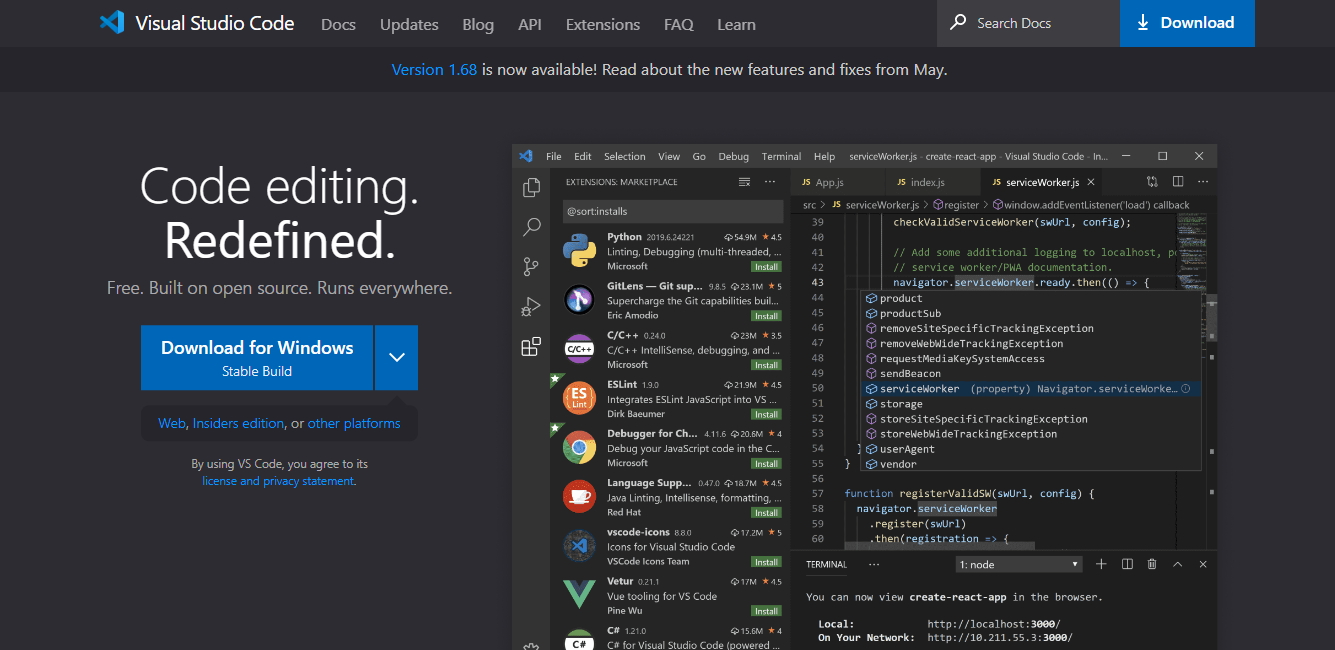 Visual Studio Code Docs Updates Blog API Extensions FAQ Learn Search Docs Download
Version 1.68 is now available! Read about the new features and fixes from May.
Code editing.
Redefined.
Free. Built on open source. Runs everywhere.
Download for Windows
Stable Build
Web, Insiders edition, or other platforms
By using VS Code, you agree to its
license and privacy statement.
File Edit Selection View Go Debug Terminal Help serviceWorker.js - create-react-app - Visual Studio Code - In...
EXTENSIONS: MARKETPLACE
@sort:installs
Python 2019.6.24221 54.9M 4.5
Linting, Debugging (multi-threaded, ...
Microsoft Install
GitLens — Git sup... 9.8.5 23.1M 5
Supercharge the Git capabilities buil...
Eric Amodio Install
C/C++
C/C++ 0.24.0 23M 3.5
C/C++ IntelliSense, debugging, and ...
Microsoft Install
ES
Lint
ESLint 1.9.0 21.9M 4.5
Integrates ESLint JavaScript into VS ...
Dirk Baeumer Install
Debugger for Ch... 4.11.6 20.6M 4
Debug your JavaScript code in the C...
Microsoft Install
Language Supp... 0.47.0 18.7M 4.5
Java Linting, Intellisense, formatting, ...
Red Hat Install
vscode-icons 8.8.0 17.2M 5
Icons for Visual Studio Code
VSCode Icons Team Install
Vetur 0.21.1 17M 4.5
Vue tooling for VS Code
Pine Wu Install
C#
C# 1.21.0 15.6M 4
C# for Visual Studio Code (powered ...
JS App.js JS index.js JS serviceWorker.js
src > JS serviceWorker.js > register > window.addEventListener('load') callback
39 checkValidServiceWorker(swUrl, config);
40
41 // Add some additional logging to localhost,
42 // service worker/PWA documentation.
43 navigator.serviceWorker.ready.then(() => {
44 product
45 productSub
46 removeSiteSpecificTrackingException
47 removeWebWideTrackingException
48 requestMediaKeySystemAccess
49 sendBeacon
50 serviceWorker (property) Navigator.serviceWorke...
51 storage
52 storeSiteSpecificTrackingException
53 storeWebWideTrackingException
54 } userAgent
55 } vendor
56
57 function registerValidSW(swUrl, config) {
58 navigator.serviceWorker
59 .register(swUrl)
60 .then(registration => {
TERMINAL ... 1: node
You can now view create-react-app in the browser.
Local: http://localhost:3000/
On Your Network: http://10.211.55.3:3000/